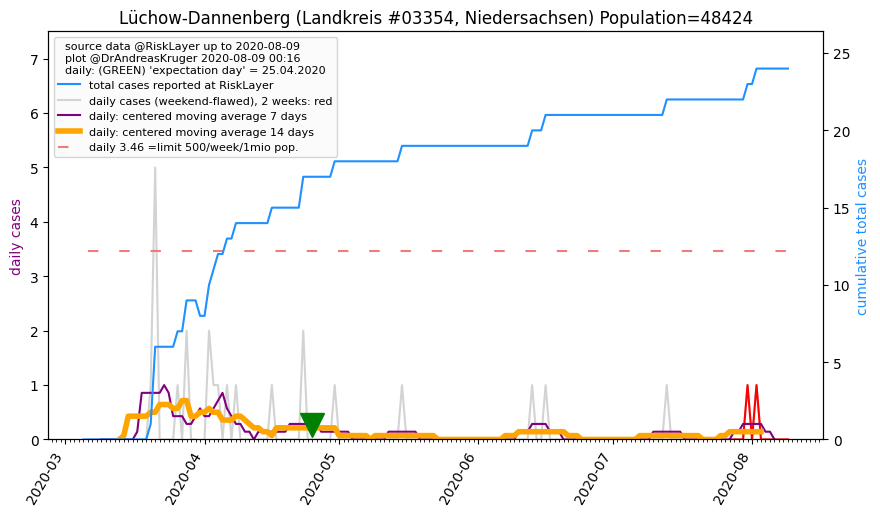 Lüchow-Dannenberg (Landkreis #03354, Niedersachsen) Population=48424
source data @RiskLayer up to 2020-08-09
plot @DrAndreasKruger 2020-08-09 00:16
daily: (GREEN) 'expectation day' = 25.04.2020
total cases reported at RiskLayer
daily cases (weekend-flawed), 2 weeks: red
daily: centered moving average 7 days
daily: centered moving average 14 days
daily 3.46 =limit 500/week/1mio pop.
daily cases
7
6
5
4
3
2
1
0
cumulative total cases
25
20
15
10
5
0
2020-03
2020-04
2020-05
2020-06
2020-07
2020-08